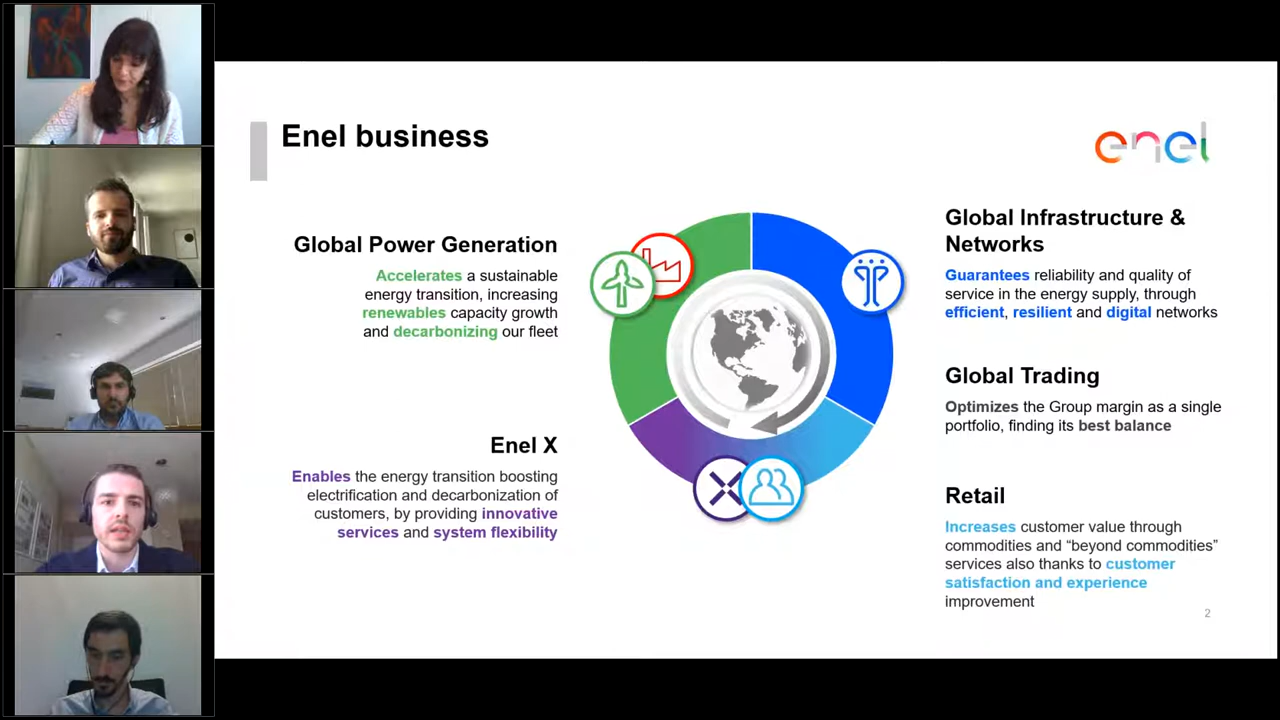 Enel business
enel
Global Power Generation
Accelerates a sustainable
energy transition, increasing
renewables capacity growth
and decarbonizing our fleet
Enel X
Enables the energy transition boosting
electrification and decarbonization of
customers, by providing innovative
services and system flexibility
Global Infrastructure &
Networks
Guarantees reliability and quality of
service in the energy supply, through
efficient, resilient and digital networks
Global Trading
Optimizes the Group margin as a single
portfolio, finding its best balance
Retail
Increases customer value through
commodities and “beyond commodities”
services also thanks to customer
satisfaction and experience
improvement
2